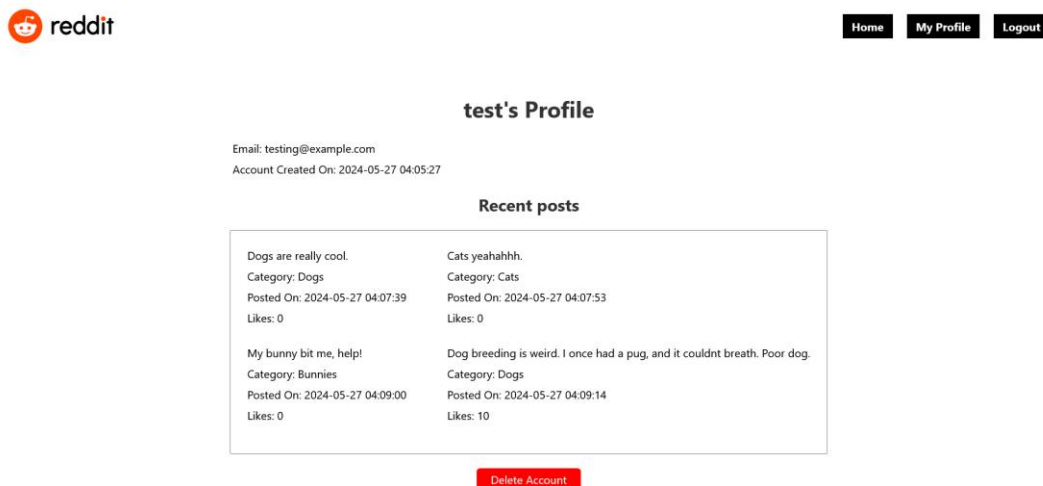 reddit
Home My Profile Logout
test's Profile
Email: testing@example.com
Account Created On: 2024-05-27 04:05:27
Recent posts
Dogs are really cool.
Category: Dogs
Posted On: 2024-05-27 04:07:39
Likes: 0
Cats yeahahhh.
Category: Cats
Posted On: 2024-05-27 04:07:53
Likes: 0
My bunny bit me, help!
Category: Bunnies
Posted On: 2024-05-27 04:09:00
Likes: 0
Dog breeding is weird. I once had a pug, and it couldnt breath. Poor dog.
Category: Dogs
Posted On: 2024-05-27 04:09:14
Likes: 10
Delete Account